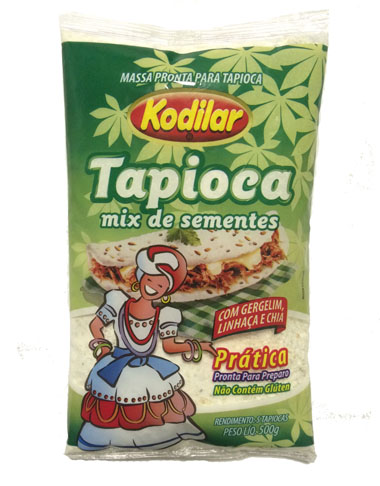 MASSA PRONTA PARA TAPIOCA
Kodilar
Tapioca
mix de sementes
COM GERGELIM,
LINHAÇA E CHIA
Prática
Pronta Para Preparo
Não Contém Glúten
RENDIMENTO: 5 TAPIOCAS
PESO LÍQ.500g